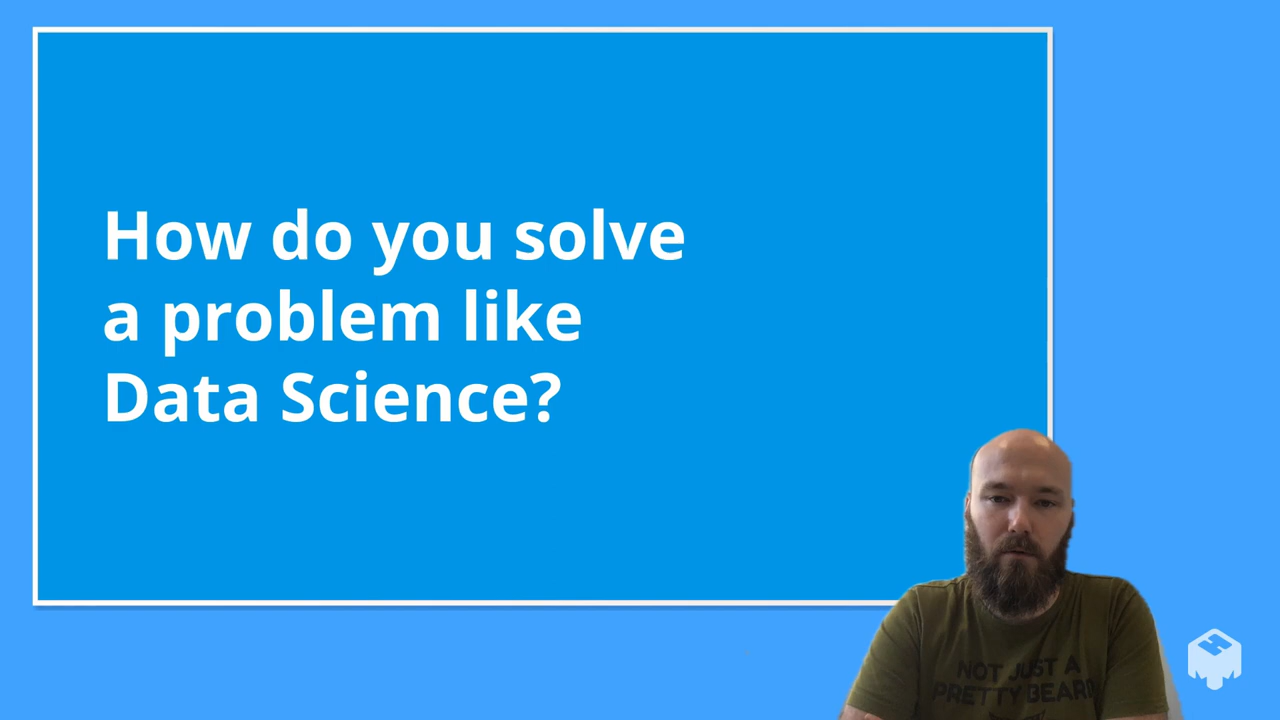 How do you solve
a problem like
Data Science?
NOT JUST A
PRETTY BEARD